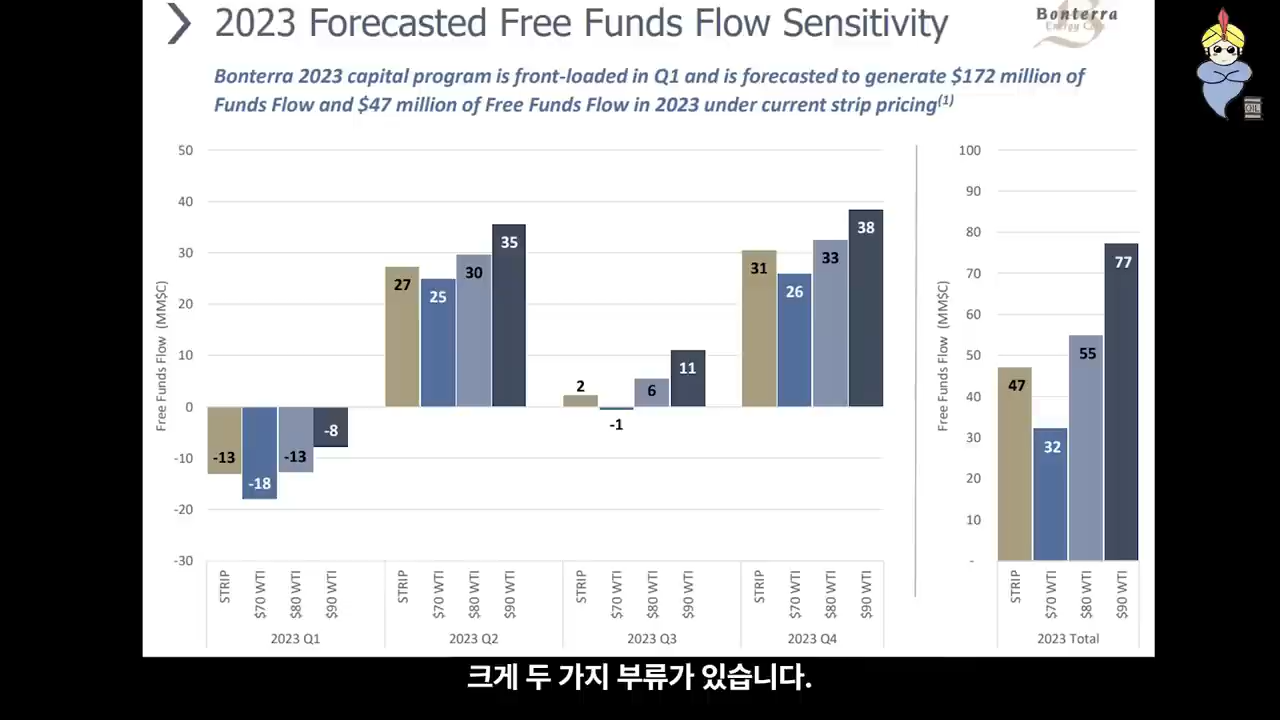 2023 Forecasted Free Funds Flow Sensitivity
Bonterra
Energy Corp
OIL
Bonterra 2023 capital program is front-loaded in Q1 and is forecasted to generate $172 million of
Funds Flow and $47 million of Free Funds Flow in 2023 under current strip pricing(1)
Free Funds Flow (MM$C)
50
40
30
20
10
0
-10
-20
-30
-13
-18
-13
-8
27
25
30
35
2
-1
6
11
31
26
33
38
STRIP
$70 WTI
$80 WTI
$90 WTI
STRIP
$70 WTI
$80 WTI
$90 WTI
STRIP
$70 WTI
$80 WTI
$90 WTI
STRIP
$70 WTI
$80 WTI
$90 WTI
2023 Q1
2023 Q2
2023 Q3
2023 Q4
Free Funds Flow (MM$C)
100
90
80
70
60
50
40
30
20
10
-
47
32
55
77
STRIP
$70 WTI
$80 WTI
$90 WTI
2023 Total
크게 두 가지 부류가 있습니다.